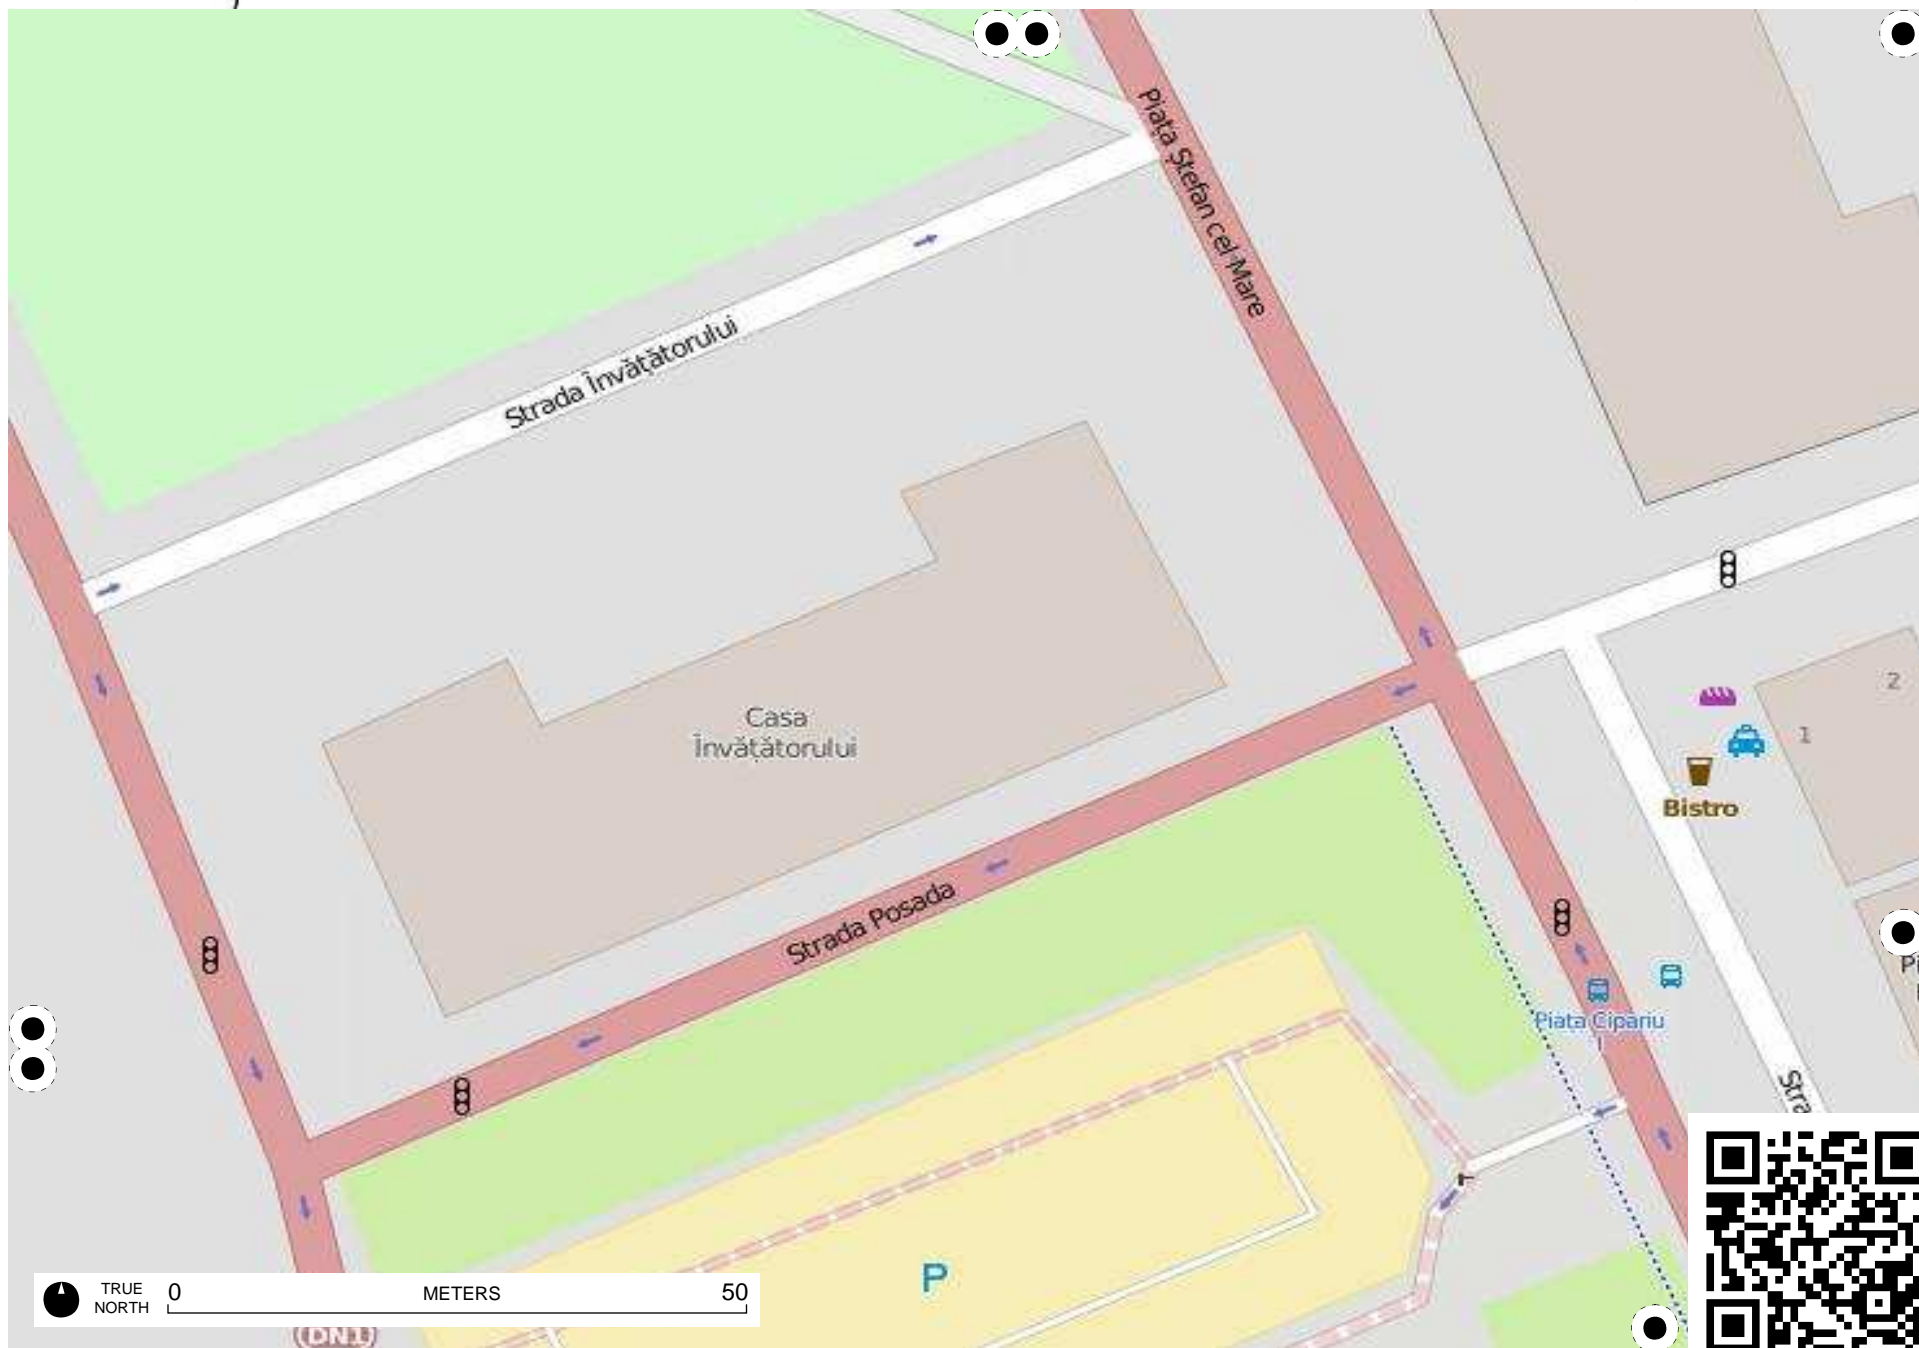 Piața Ștefan cel Mare
Strada Învățătorului
2
Casa
Învățătorului
1
Bistro
Strada Posada
Piața Cipariu
TRUE
NORTH
0
METERS
50
P
(DN1)